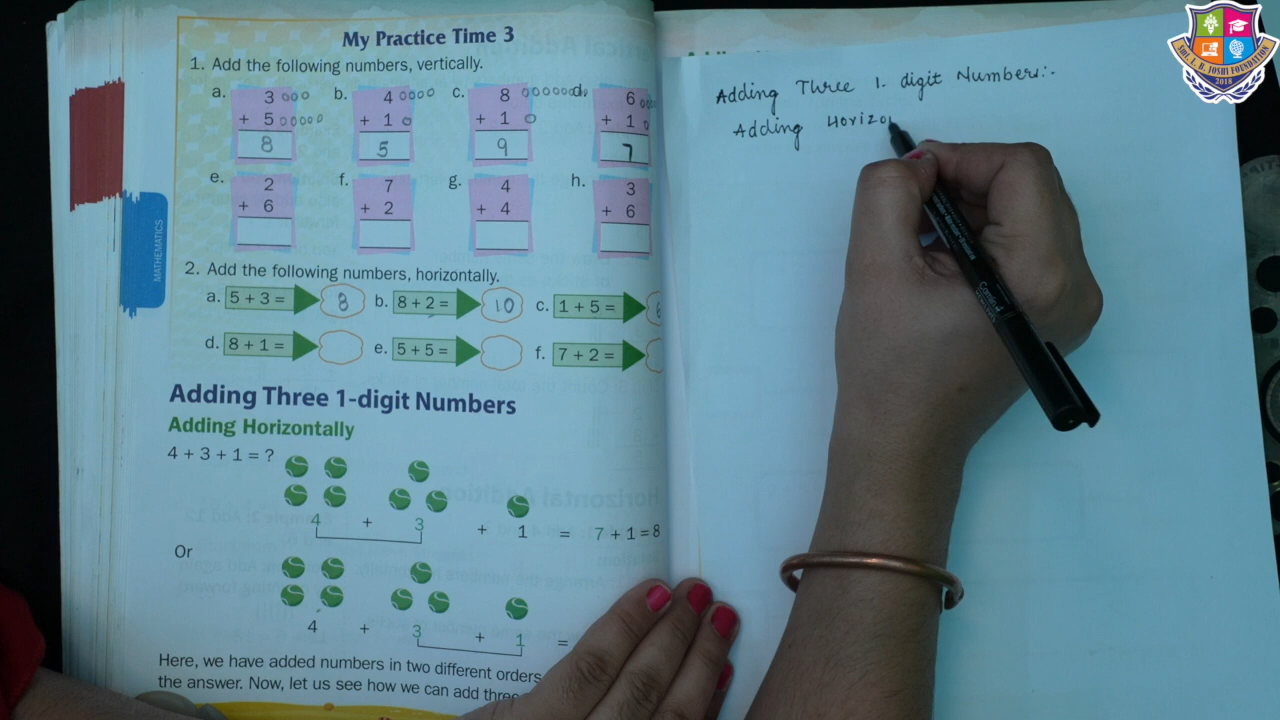 My Practice Time 3
1. Add the following numbers, vertically.
a. 3 + 5 8
b. 4 + 1 5
c. 8 + 1 9
d. 6 + 1 7
e. 2 + 6
f. 7 + 2
g. 4 + 4
h. 3 + 6
2. Add the following numbers, horizontally.
a. 5 + 3 = 8 b. 8 + 2 = 10 c. 1 + 5 =
d. 8 + 1 = e. 5 + 5 = f. 7 + 2 =
MATHEMATICS
Adding Three 1-digit Numbers
Adding Horizontally
4 + 3 + 1 = ?
4 + 3 + 1 = 7 + 1 = 8
Or
4 + 3 + 1 =
Here, we have added numbers in two different orders
the answer. Now, let us see how we can add three
Adding Three 1- digit Numbers:-
Adding Horizo
SHI. L. B. JOSHI FOUNDATION
2018